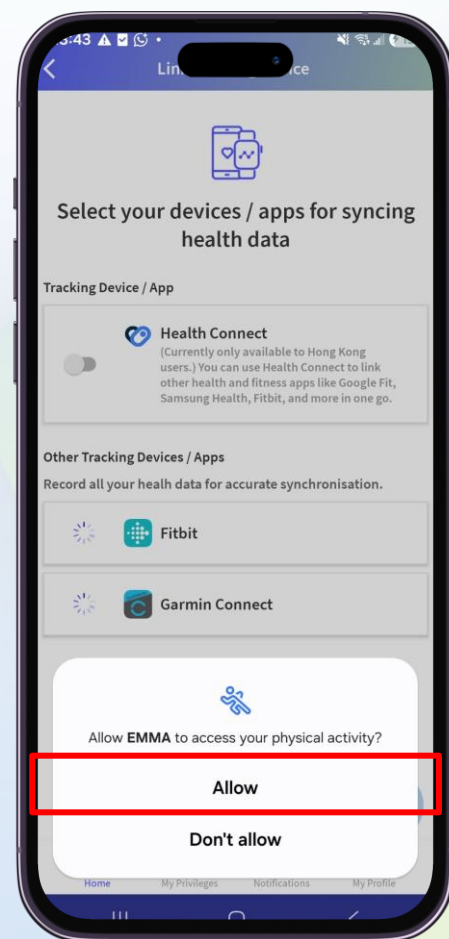 :43
Lin
ce
Select your devices / apps for syncing
health data
Tracking Device / App
Health Connect
(Currently only available to Hong Kong
users.) You can use Health Connect to link
other health and fitness apps like Google Fit,
Samsung Health, Fitbit, and more in one go.
Other Tracking Devices / Apps
Record all your healh data for accurate synchronisation.
Fitbit
Garmin Connect
Allow EMMA to access your physical activity?
Allow
Don't allow
Home
My Privileges
Notifications
My Profile